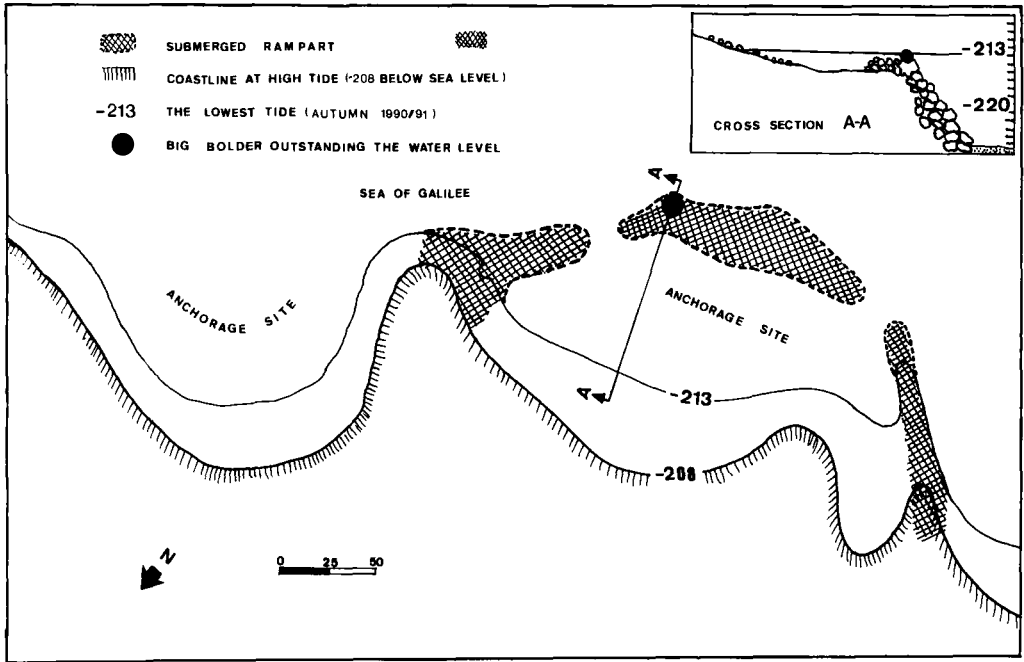 SUBMERGED RAMPART
COASTLINE AT HIGH TIDE (-208 BELOW SEA LEVEL)
-213 THE LOWEST TIDE (AUTUMN 1990/91)
BIG BOLDER OUTSTANDING THE WATER LEVEL
-213
-220
CROSS SECTION A-A
SEA OF GALILEE
A
ANCHORAGE SITE
ANCHORAGE SITE
A
-213
-208
N
0 25 50